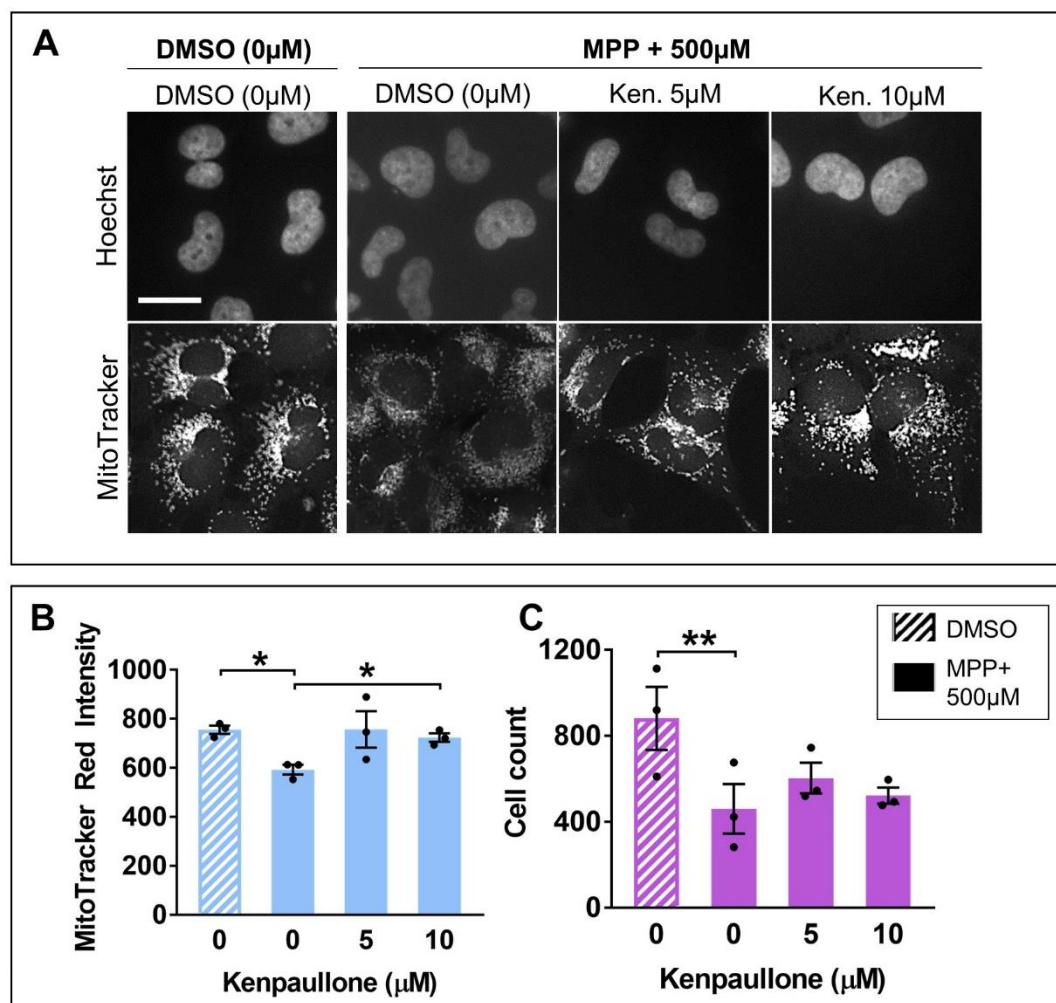 A
DMSO (0µM)
MPP + 500µM
DMSO (0µM)
DMSO (0µM)
Ken. 5µM
Ken. 10µM
Hoechst
MitoTracker
B
MitoTracker Red Intensity
*
*
1000
800
600
400
200
0
0
0
5
10
Kenpaullone (µM)
C
Cell count
**
1200
800
400
0
0
0
5
10
Kenpaullone (µM)
DMSO
MPP+
500µM